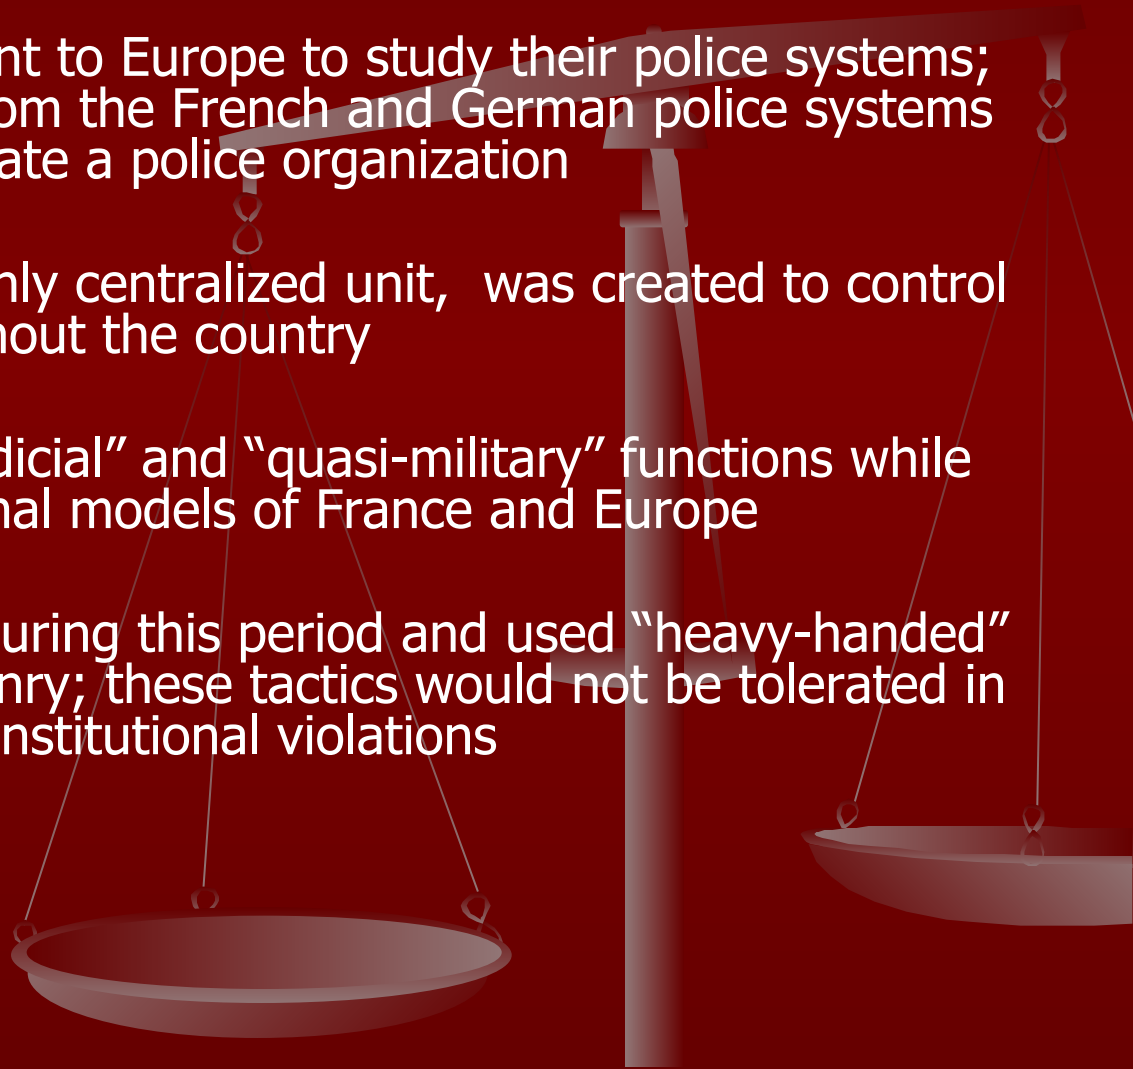 nt to Europe to study their police systems;
om the French and German police systems
ate a police organization
hly centralized unit, was created to control
hout the country
dicial” and “quasi-military” functions while
nal models of France and Europe
uring this period and used “heavy-handed”
nry; these tactics would not be tolerated in
nstitutional violations